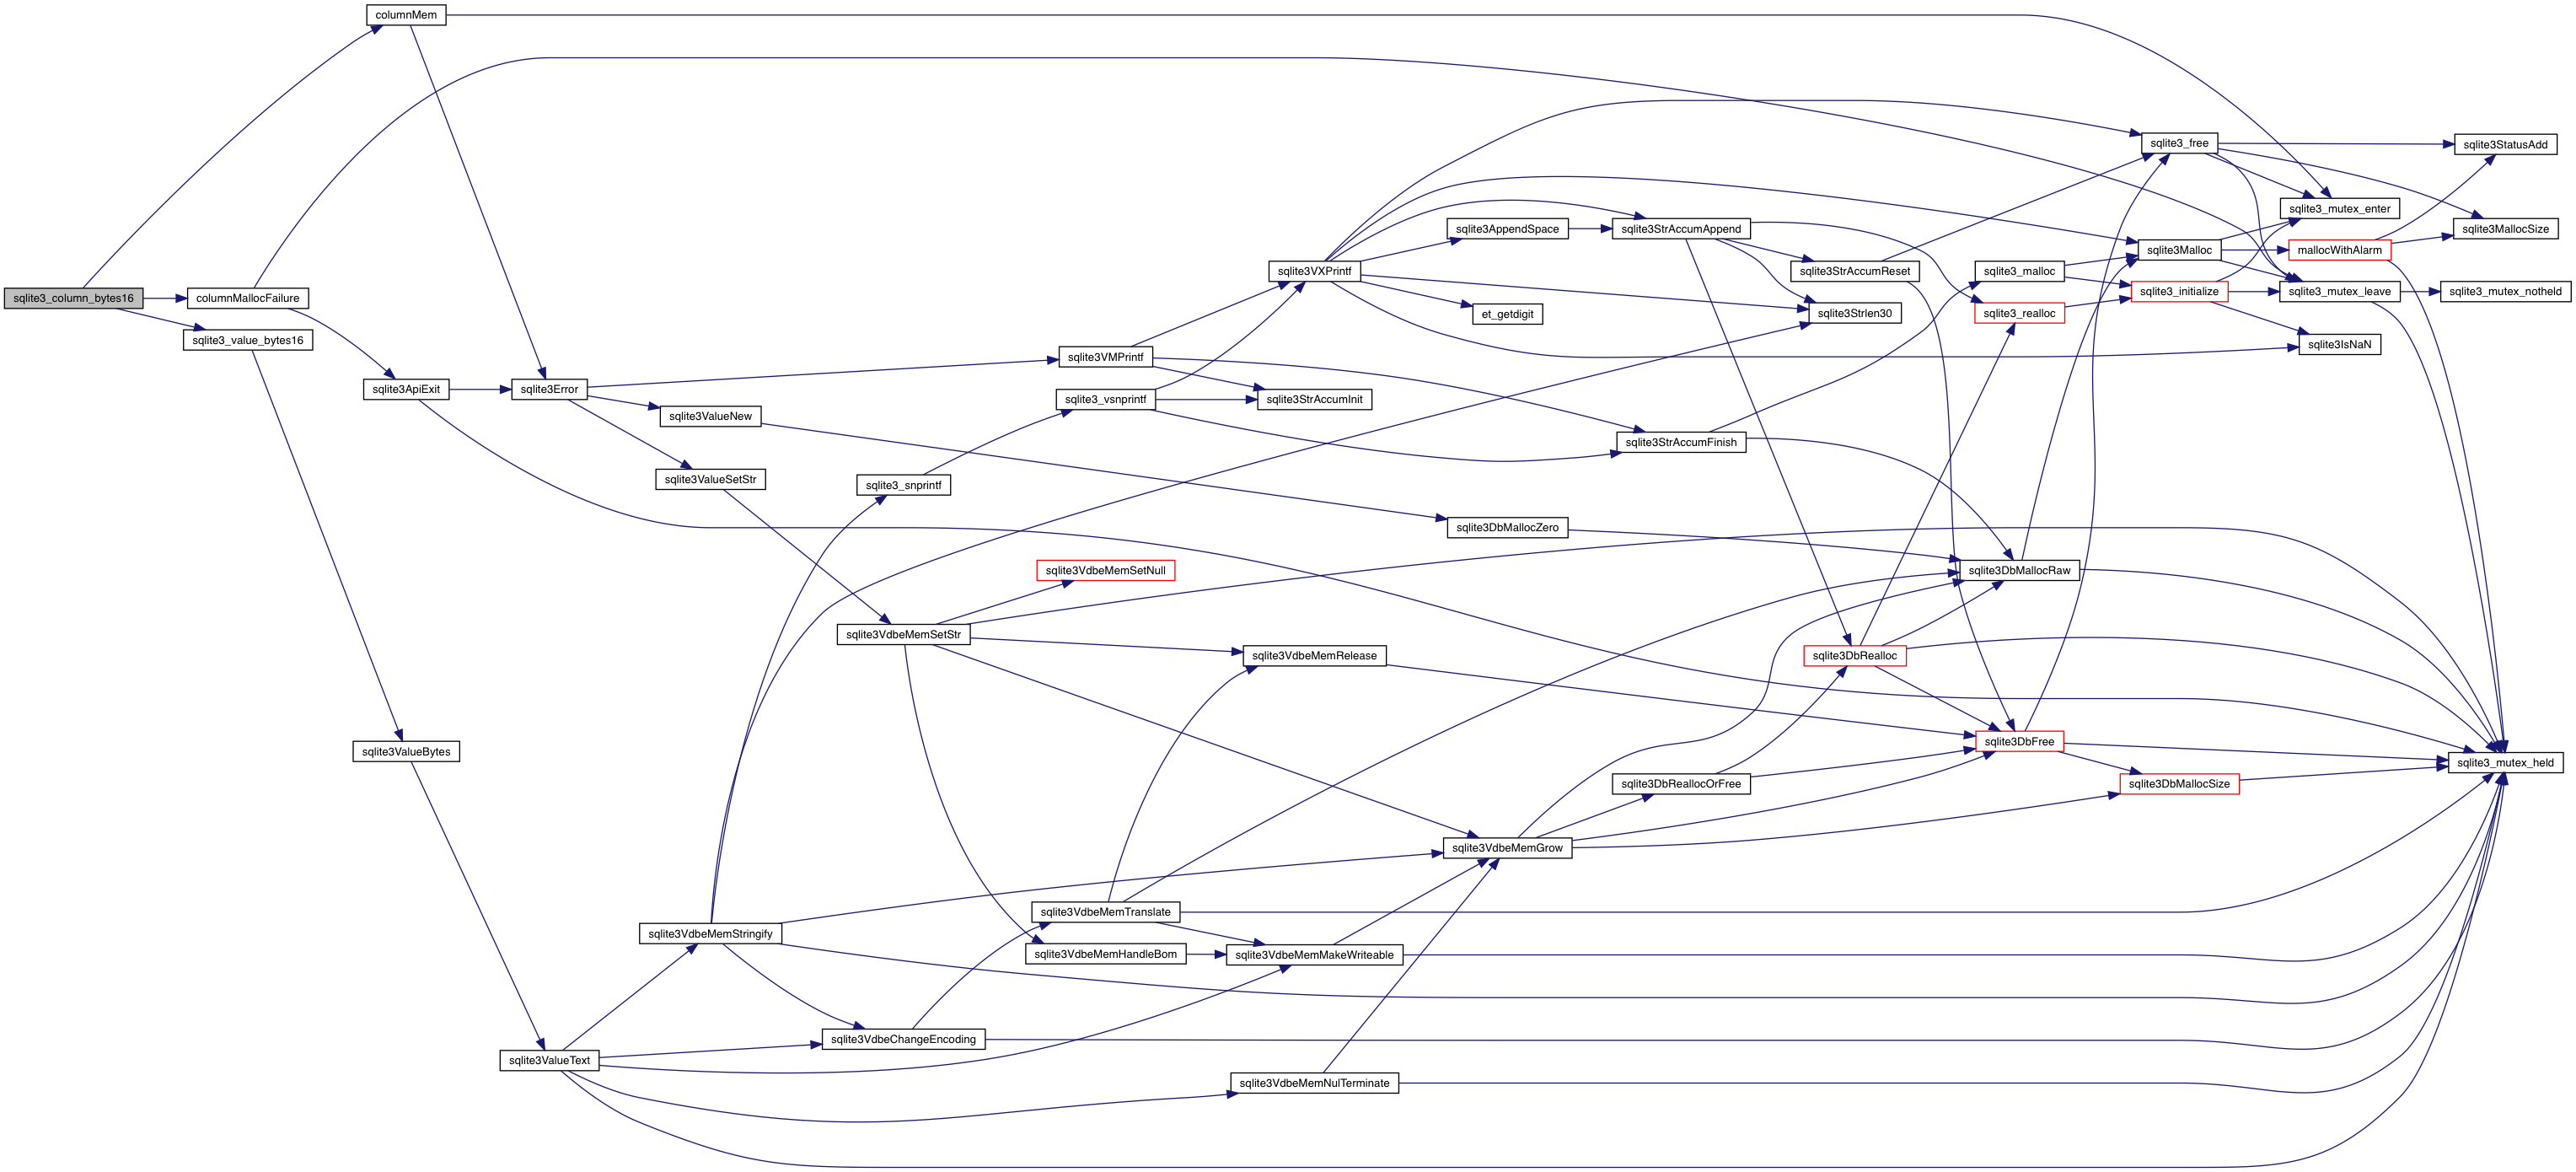 columnMem
sqlite3_free
sqlite3StatusAdd
sqlite3_mutex_enter
sqlite3AppendSpace
sqlite3StrAccumAppend
sqlite3MallocSize
sqlite3Malloc
mallocWithAlarm
sqlite3VXPrintf
sqlite3StrAccumReset
sqlite3_malloc
sqlite3_column_bytes16
columnMallocFailure
sqlite3_initialize
sqlite3_mutex_leave
sqlite3_mutex_notheld
et_getdigit
sqlite3Strlen30
sqlite3_realloc
sqlite3_value_bytes16
sqlite3IsNaN
sqlite3VMPrintf
sqlite3ApiExit
sqlite3Error
sqlite3_vsnprintf
sqlite3StrAccumInit
sqlite3ValueNew
sqlite3StrAccumFinish
sqlite3ValueSetStr
sqlite3_snprintf
sqlite3DbMallocZero
sqlite3VdbeMemSetNull
sqlite3DbMallocRaw
sqlite3VdbeMemSetStr
sqlite3VdbeMemRelease
sqlite3DbRealloc
sqlite3DbFree
sqlite3ValueBytes
sqlite3_mutex_held
sqlite3DbReallocOrFree
sqlite3DbMallocSize
sqlite3VdbeMemGrow
sqlite3VdbeMemTranslate
sqlite3VdbeMemStringify
sqlite3VdbeMemHandleBom
sqlite3VdbeMemMakeWriteable
sqlite3VdbeChangeEncoding
sqlite3ValueText
sqlite3VdbeMemNulTerminate